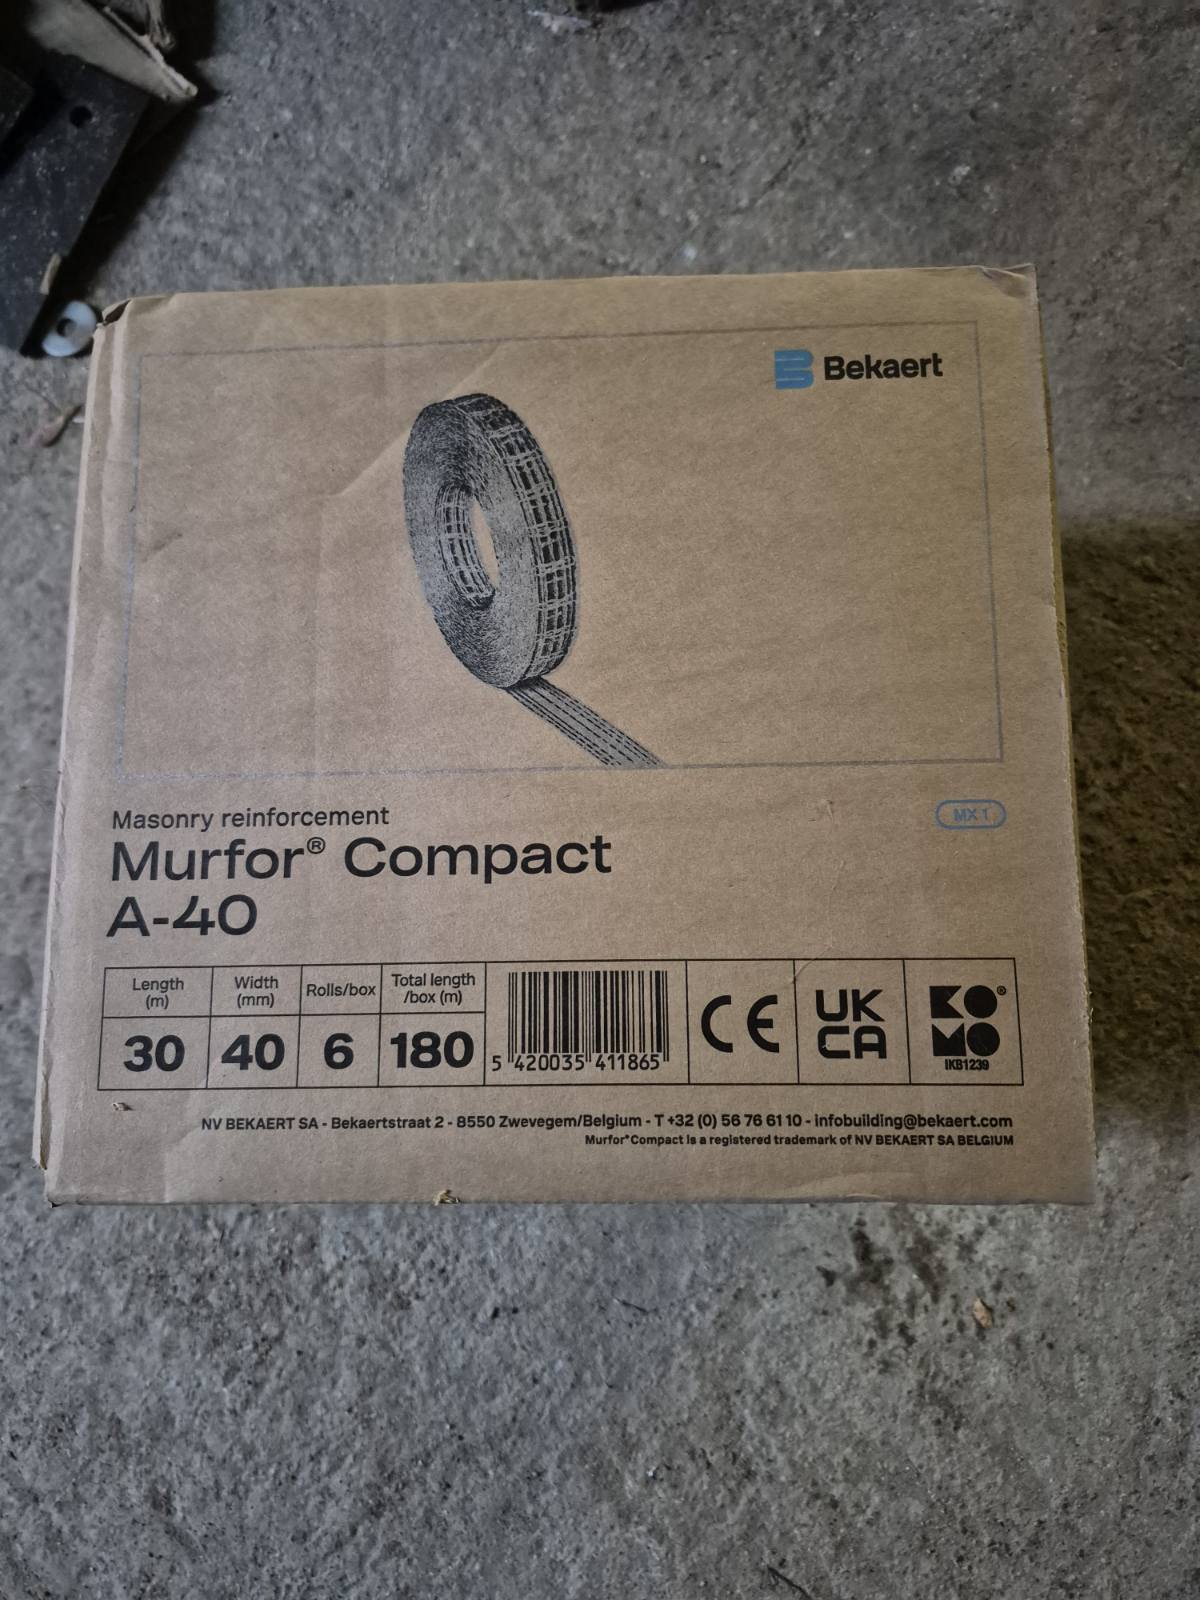 Bekaert
Masonry reinforcement
MX 1
Murfor® Compact
A-40
Length (m)
Width (mm)
Rolls/box
Total length /box (m)
30
40
6
180
5 420035 411865
CE
UK
CA
KO®
MO
IKB1239
NV BEKAERT SA - Bekaertstraat 2 - 8550 Zwevegem/Belgium - T +32 (0) 56 76 61 10 - infobuilding@bekaert.com
Murfor®Compact is a registered trademark of NV BEKAERT SA BELGIUM